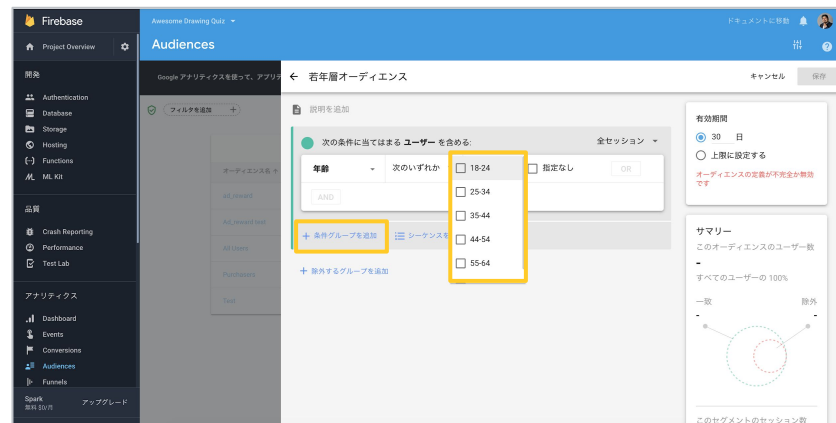 Firebase
Awesome Drawing Quiz
ドキュメントに移動
Project Overview
Audiences
開発
Authentication
Database
Storage
Hosting
Functions
ML Kit
品質
Crash Reporting
Performance
Test Lab
アナリティクス
Dashboard
Events
Conversions
Audiences
Funnels
Spark
無料 $0/月
アップグレード
Google アナリティクスを使って、アプリ
フィルタを追加
オーディエンス名
ad_reward
Ad_reward test
All Users
Purchasers
Test
若年層オーディエンス
キャンセル
保存
説明を追加
次の条件に当てはまる ユーザー を含める:
全セッション
年齢
次のいずれか
18-24
25-34
35-44
44-54
55-64
指定なし
OR
AND
+ 条件グループを追加
シーケンスを
+ 除外するグループを追加
有効期間
30 日
上限に設定する
オーディエンスの定義が不完全か無効
です
サマリー
このオーディエンスのユーザー数
-
すべてのユーザーの 100%
一致 除外
- -
このセグメントのセッション数